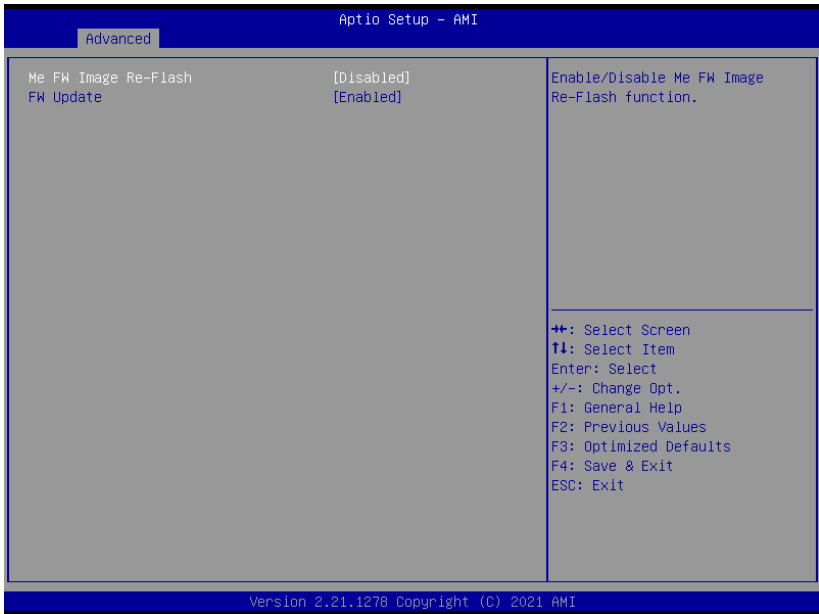 Aptio Setup – AMI
Advanced
Me FW Image Re-Flash [Disabled]
FW Update [Enabled]
Enable/Disable Me FW Image
Re-Flash function.
→←: Select Screen
↑↓: Select Item
Enter: Select
+/-: Change Opt.
F1: General Help
F2: Previous Values
F3: Optimized Defaults
F4: Save & Exit
ESC: Exit
Version 2.21.1278 Copyright (C) 2021 AMI